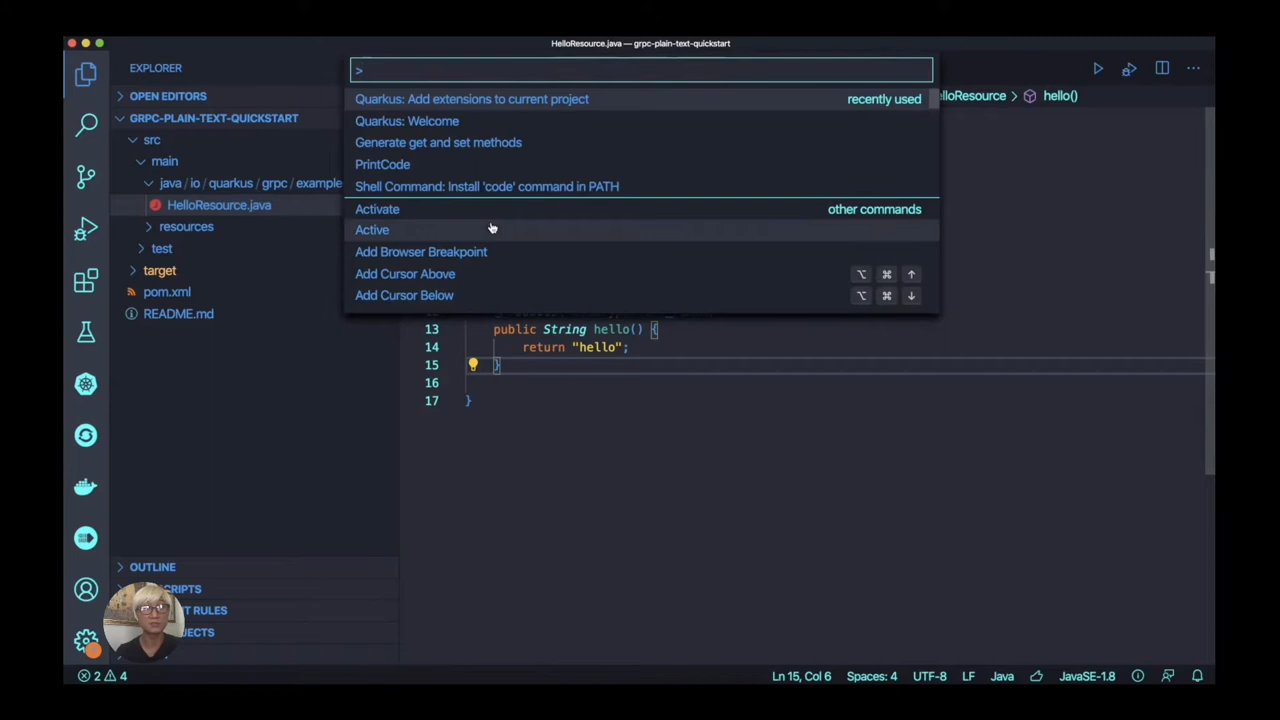 HelloResource.java — grpc-plain-text-quickstart
EXPLORER
OPEN EDITORS
GRPC-PLAIN-TEXT-QUICKSTART
src
main
java / io / quarkus / grpc / example
HelloResource.java
resources
test
target
pom.xml
README.md
OUTLINE
>
Quarkus: Add extensions to current project recently used
Quarkus: Welcome
Generate get and set methods
PrintCode
Shell Command: Install 'code' command in PATH
Activate other commands
Active
Add Browser Breakpoint
Add Cursor Above ⌥ ⌘ ↑
Add Cursor Below ⌥ ⌘ ↓
hello()
13 public String hello() {
14 return "hello";
15 }
16
17 }
2 4
Ln 15, Col 6 Spaces: 4 UTF-8 LF Java JavaSE-1.8